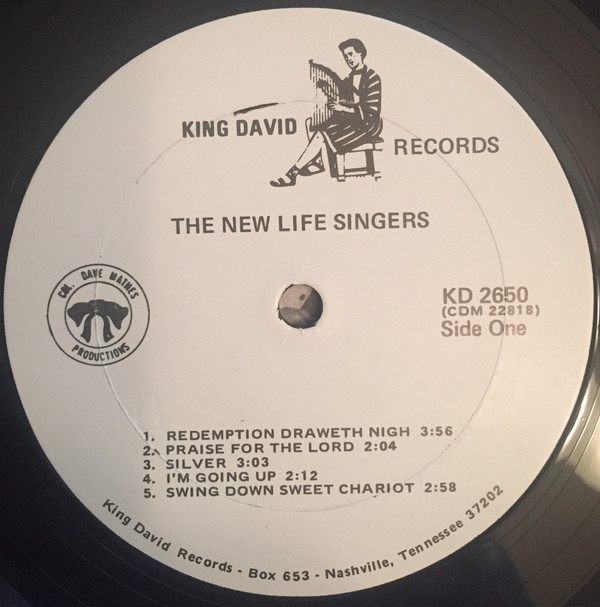 KING DAVID
RECORDS
THE NEW LIFE SINGERS
COL. DAVE MATHES
PRODUCTIONS
KD 2650
(CDM 22818)
Side One
1. REDEMPTION DRAWETH NIGH 3:56
2. PRAISE FOR THE LORD 2:04
3. SILVER 3:03
4. I'M GOING UP 2:12
5. SWING DOWN SWEET CHARIOT 2:58
King David Records - Box 653 - Nashville, Tennessee 37202